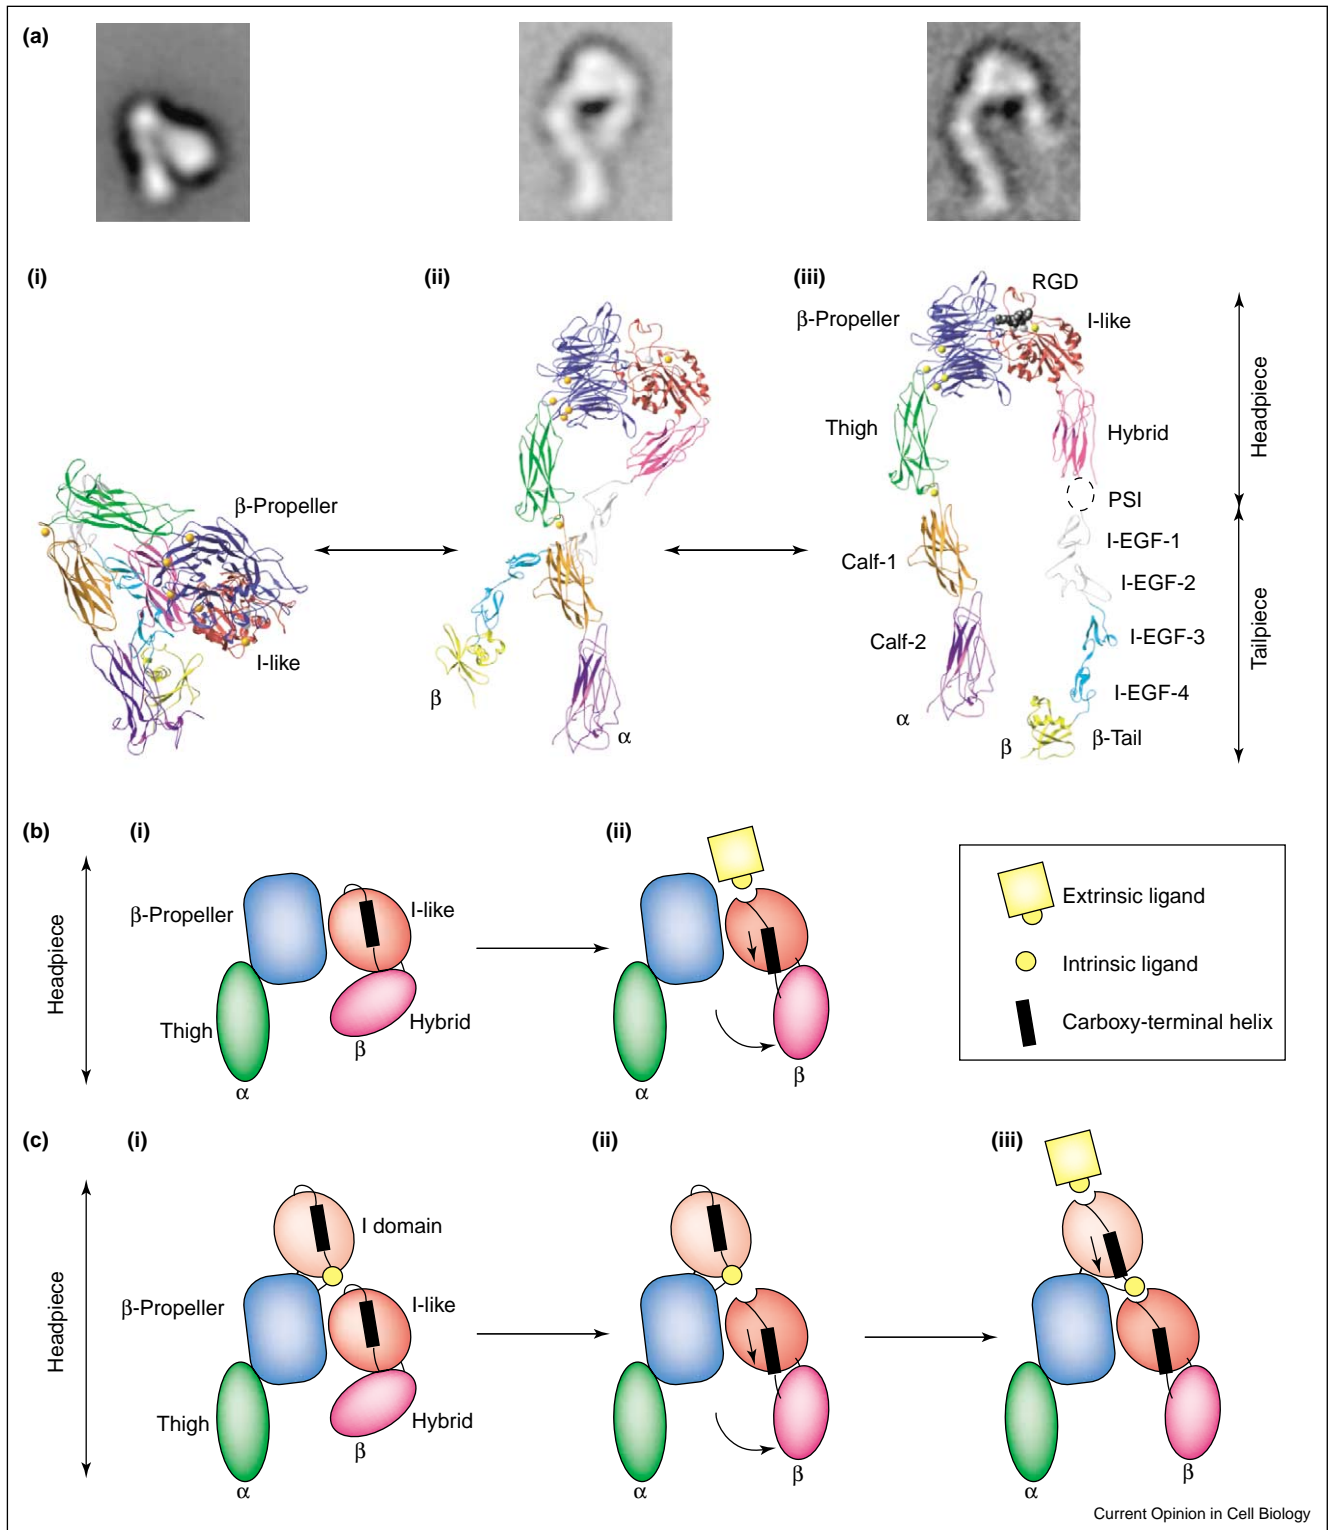 (a)
(i)
(ii)
(iii)
RGD
β-Propeller
I-like
Thigh
Hybrid
PSI
I-EGF-1
Calf-1
I-EGF-2
Calf-2
I-EGF-3
I-EGF-4
α
β
β-Tail
Headpiece
Tailpiece
β-Propeller
I-like
β
α
(b)
(i)
(ii)
Headpiece
β-Propeller
I-like
Thigh
Hybrid
β
α
β
α
Extrinsic ligand
Intrinsic ligand
Carboxy-terminal helix
(c)
(i)
(ii)
(iii)
Headpiece
I domain
β-Propeller
I-like
Thigh
Hybrid
β
α
β
α
β
α
Current Opinion in Cell Biology